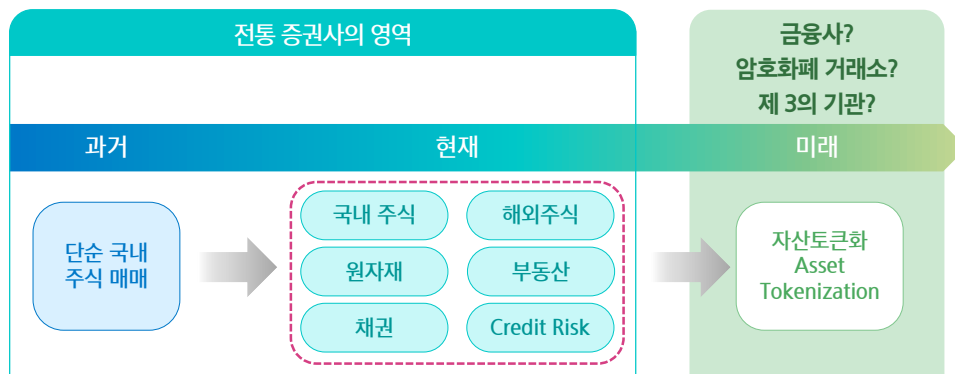 전통 증권사의 영역
금융사?
암호화폐 거래소?
제 3의 기관?
과거
현재
미래
단순 국내
주식 매매
국내 주식
해외주식
원자재
부동산
채권
Credit Risk
자산토큰화
Asset
Tokenization